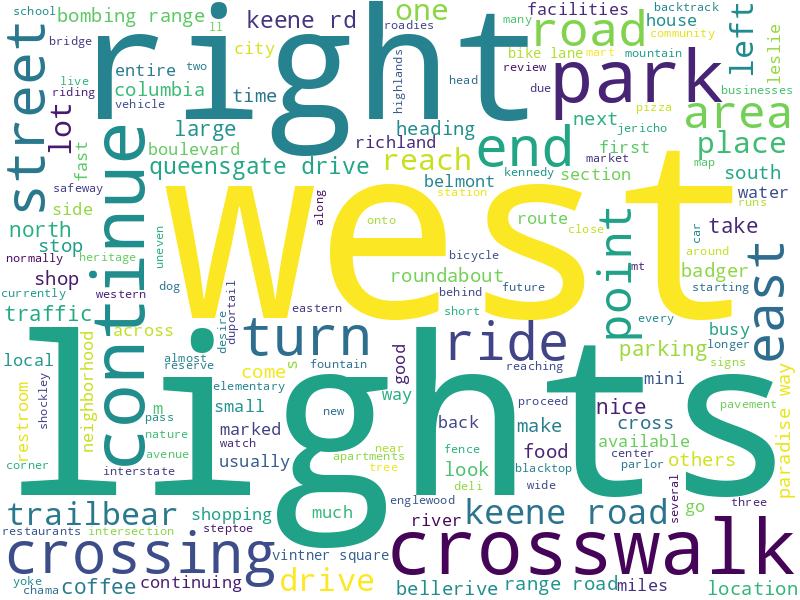 school
bombing range
keene rd
one
facilities
backtrack
many
roadies
ll
bridge
right
road
community
house
left
leslie
street
city
bike lane
mart
mountain
live
entire
two
highlands
head
review
due
park
businesses
riding
columbia
vehicle
time
area
lot
continue
large
heading
next
jericho
pizza
fast
boulevard
richland
end
first
market
place
map
queensgate drive
reach
section
south
safeway
belmont
kennedy
water
side
west
station
along
onto
route
close
runs
north
stop
uneven
car
take
normally
heritage
bicycle
point
around
shop
behind
future
mt
badger
east
currently
western
dog
roundabout
starting
traffic
eastern
short
every
busy
longer
across
desire
duportail
turn
ride
parking
signs
local
almost
reserve
fountain
s
good
reaching
neighborhood
come
restroom
shockley
m
small
elementary
way
mini
paradise way
lights
pass
new
back
proceed
make
nice
cross
pavement
nature
marked
watch
fence
food
available
avenue
usually
near
apartments
tree
look
blacktop
center
parlor
others
corner
interstate
deli
wide
several
three
trailbear
shopping
much
englewood
river
keene road
go
restaurants
intersection
steptoe
crossing
vintner square
crosswalk
yoke
chama
coffee
continuing
drive
bellerive
range road
miles
location